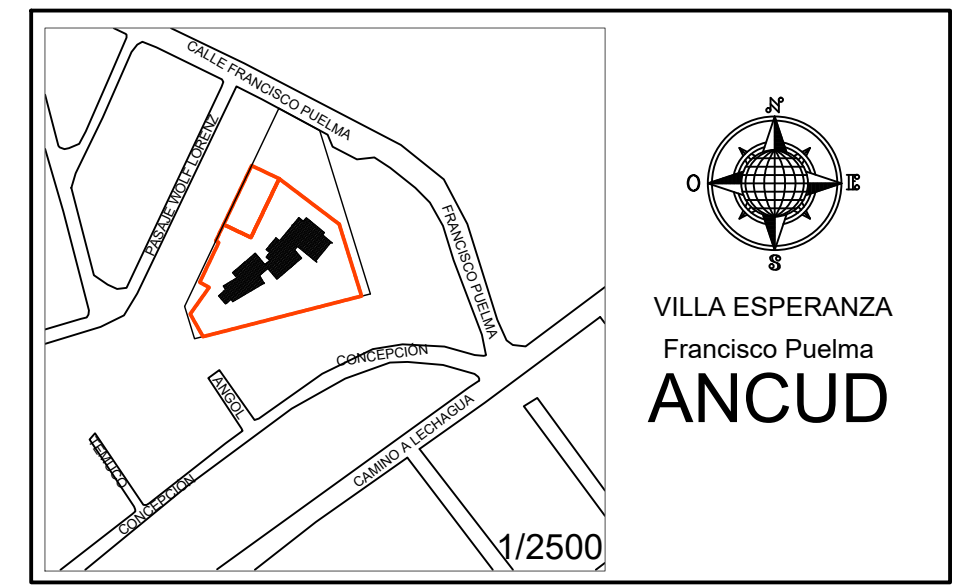 CALLE FRANCISCO PUELMA
PASAJE WOLF LORENZ
FRANCISCO PUELMA
CONCEPCIÓN
ANGOL
TEMUCO
CONCEPCIÓN
CAMINO A LECHAGUA
1/2500
N
O
E
S
VILLA ESPERANZA
Francisco Puelma
ANCUD